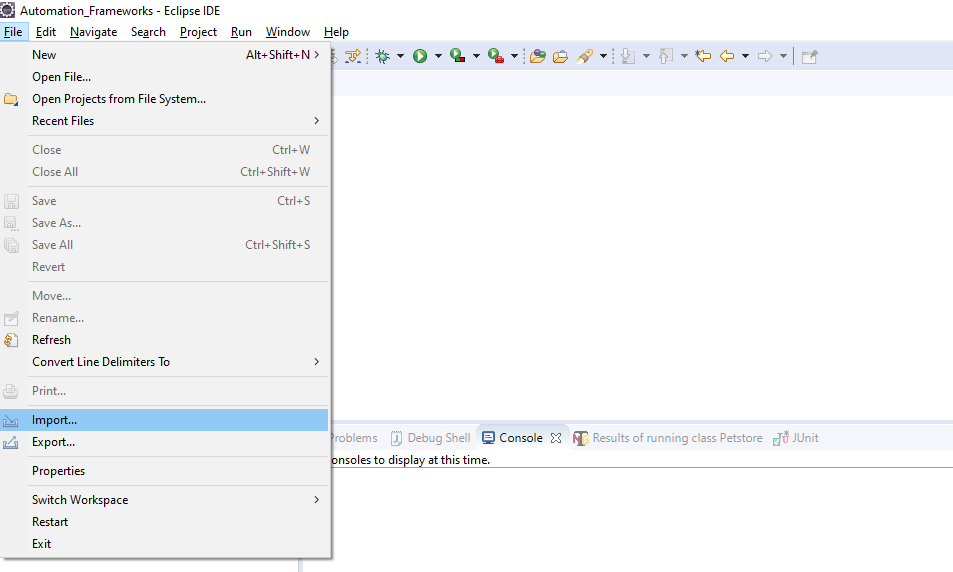 Automation_Frameworks - Eclipse IDE
File Edit Navigate Search Project Run Window Help
New Alt+Shift+N >
Open File...
Open Projects from File System...
Recent Files >
Close Ctrl+W
Close All Ctrl+Shift+W
Save Ctrl+S
Save As...
Save All Ctrl+Shift+S
Revert
Move...
Rename...
Refresh
Convert Line Delimiters To >
Print...
Import...
Export...
Properties
Switch Workspace >
Restart
Exit
Problems Debug Shell Console Results of running class Petstore JUnit
onsoles to display at this time.